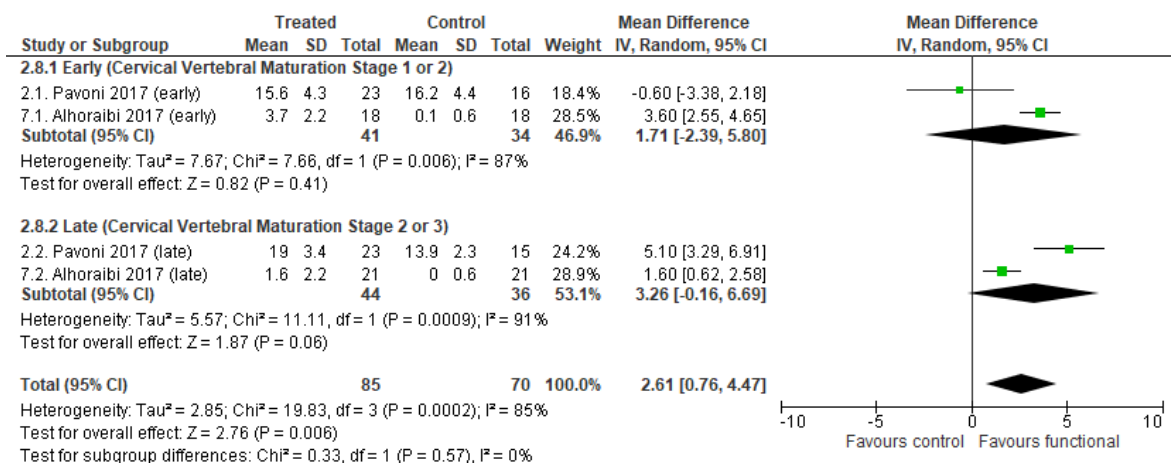 Treated Control Mean Difference Mean Difference
Study or Subgroup Mean SD Total Mean SD Total Weight IV, Random, 95% CI IV, Random, 95% CI
2.8.1 Early (Cervical Vertebral Maturation Stage 1 or 2)
2.1. Pavoni 2017 (early) 15.6 4.3 23 16.2 4.4 16 18.4% -0.60 [-3.38, 2.18]
7.1. Alhoraibi 2017 (early) 3.7 2.2 18 0.1 0.6 18 28.5% 3.60 [2.55, 4.65]
Subtotal (95% CI) 41 34 46.9% 1.71 [-2.39, 5.80]
Heterogeneity: Tau² = 7.67; Chi² = 7.66, df = 1 (P = 0.006); I² = 87%
Test for overall effect: Z = 0.82 (P = 0.41)
2.8.2 Late (Cervical Vertebral Maturation Stage 2 or 3)
2.2. Pavoni 2017 (late) 19 3.4 23 13.9 2.3 15 24.2% 5.10 [3.29, 6.91]
7.2. Alhoraibi 2017 (late) 1.6 2.2 21 0 0.6 21 28.9% 1.60 [0.62, 2.58]
Subtotal (95% CI) 44 36 53.1% 3.26 [-0.16, 6.69]
Heterogeneity: Tau² = 5.57; Chi² = 11.11, df = 1 (P = 0.0009); I² = 91%
Test for overall effect: Z = 1.87 (P = 0.06)
Total (95% CI) 85 70 100.0% 2.61 [0.76, 4.47]
Heterogeneity: Tau² = 2.85; Chi² = 19.83, df = 3 (P = 0.0002); I² = 85%
Test for overall effect: Z = 2.76 (P = 0.006)
Test for subgroup differences: Chi² = 0.33, df = 1 (P = 0.57), I² = 0%
-10 -5 0 5 10
Favours control Favours functional